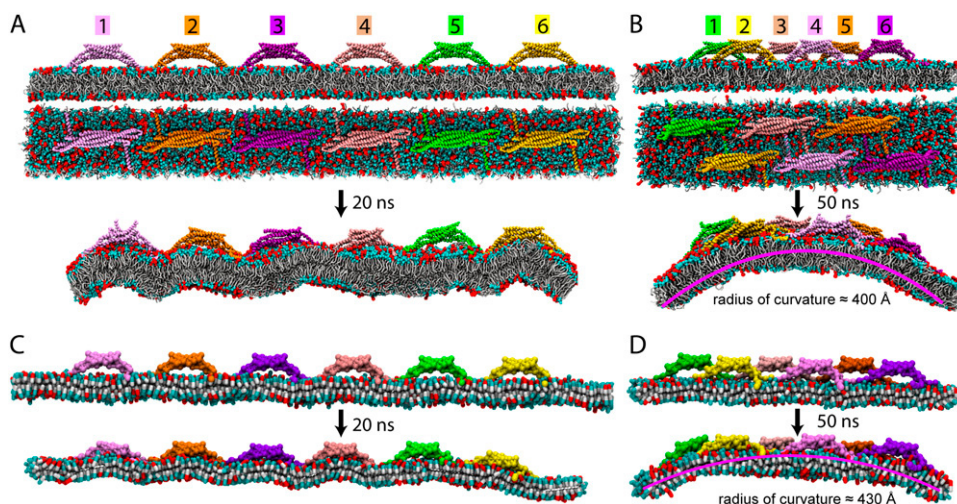 A
1 2 3 4 5 6
20 ns
B
1 2 3 4 5 6
50 ns
radius of curvature ≈ 400 Å
C
20 ns
D
50 ns
radius of curvature ≈ 430 Å